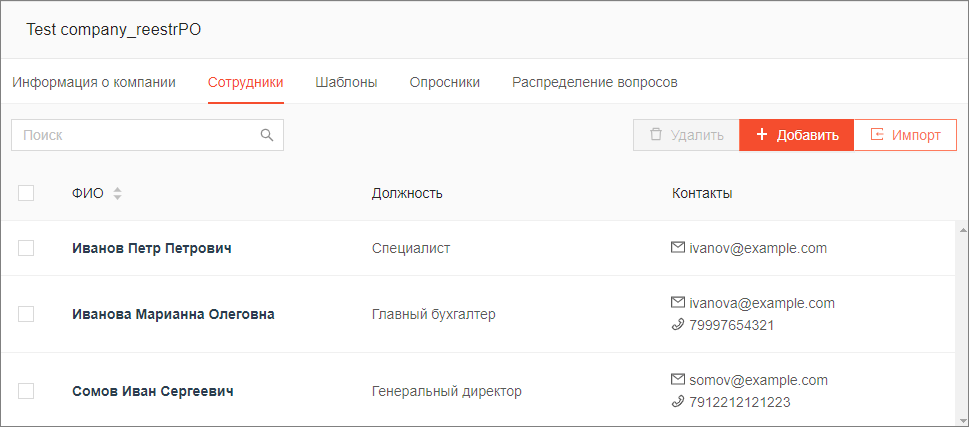 Test company_reestrPO
Информация о компании Сотрудники Шаблоны Опросники Распределение вопросов
Поиск Удалить + Добавить Импорт
ФИО Должность Контакты
Иванов Петр Петрович Специалист ivanov@example.com
Иванова Марианна Олеговна Главный бухгалтер ivanova@example.com
79997654321
Сомов Иван Сергеевич Генеральный директор somov@example.com
7912212121223